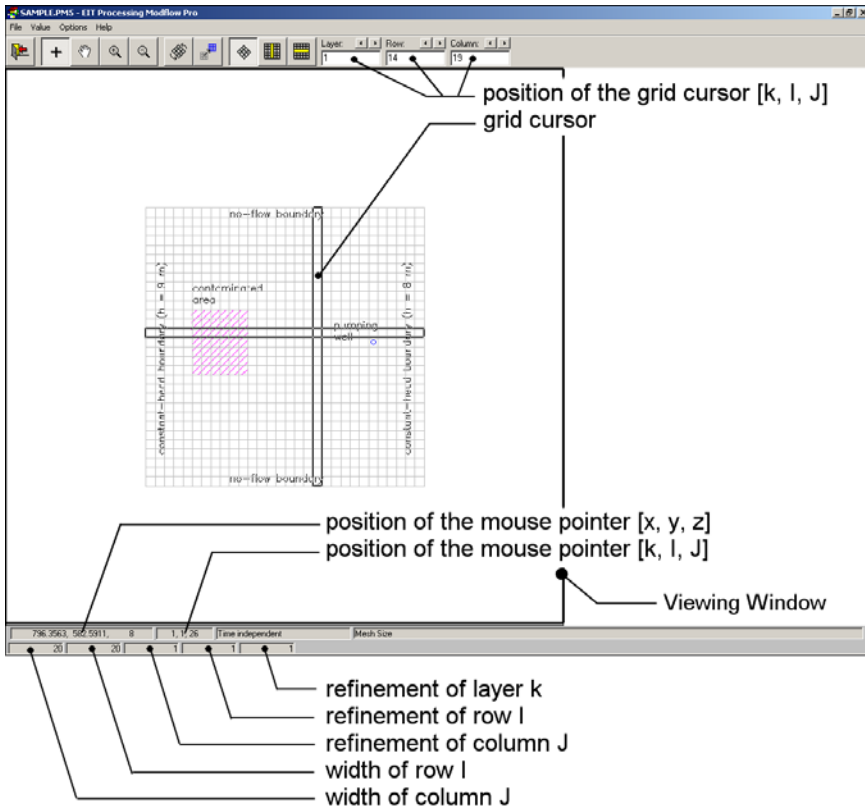 SAMPLE.PM5 - EIT Processing Modflow Pro
File Value Options Help
Layer: Row: Column:
1 14 19
position of the grid cursor [k, I, J]
grid cursor
no-flow boundary
constant-head boundary (h = 9 m)
contaminated
area
pumping
well
constant-head boundary (h = 8 m)
no-flow boundary
position of the mouse pointer [x, y, z]
position of the mouse pointer [k, I, J]
Viewing Window
796.3563, 582.5911, 8 1, 1, 26 Time independent Mesh Size
20 20 1 1 1
refinement of layer k
refinement of row I
refinement of column J
width of row I
width of column J